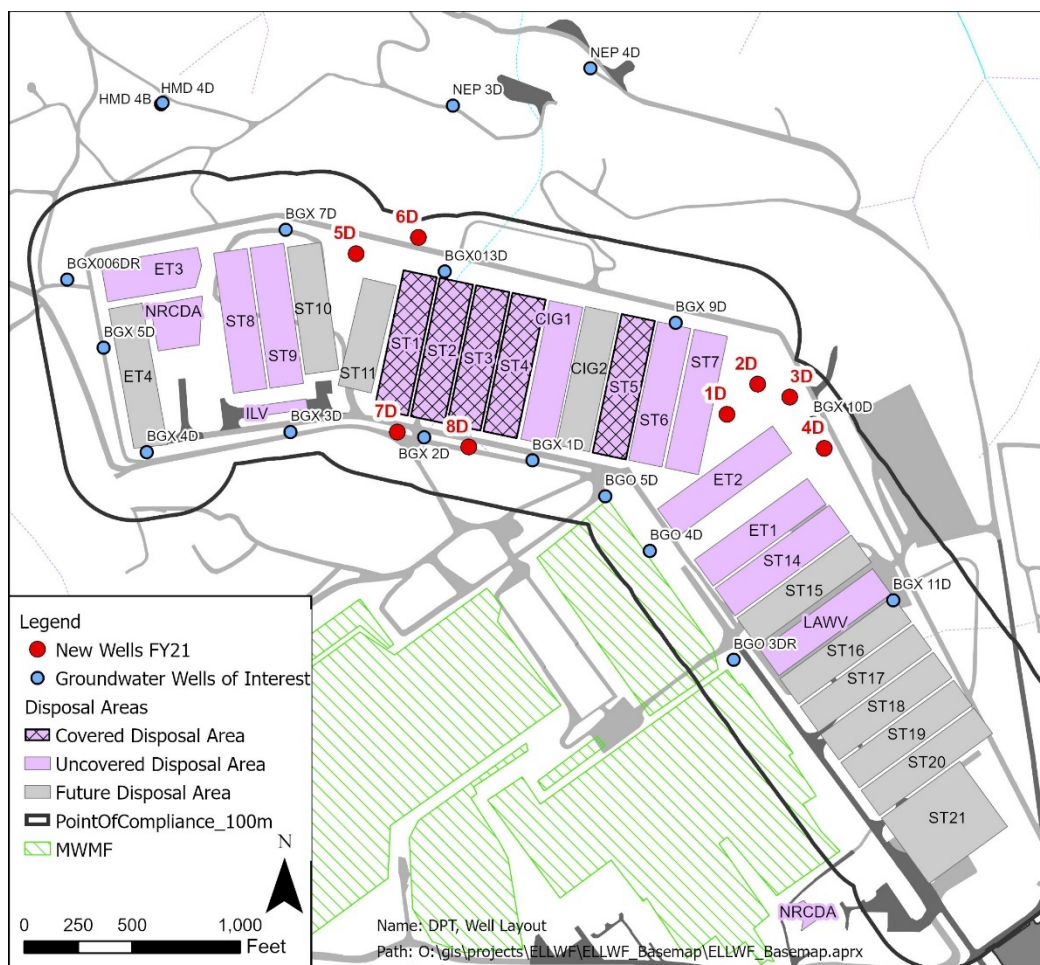 NEP 4D
HMD 4D
HMD 4B
NEP 3D
BGX 7D
6D
5D
BGX013D
BGX006DR
ET3
NRCDA
ST8
ST9
ST10
BGX 5D
ET4
ST11
ST1
ST2
ST3
ST4
CIG1
CIG2
ST5
ST6
ST7
BGX 9D
2D
3D
1D
BGX 10D
4D
ILV
BGX 3D
BGX 4D
7D
BGX 2D
8D
BGX 1D
BGO 5D
ET2
BGO 4D
ET1
ST14
ST15
BGX 11D
LAWV
BGO 3DR
ST16
ST17
ST18
ST19
ST20
ST21
NRCDA
Legend
New Wells FY21
Groundwater Wells of Interest
Disposal Areas
Covered Disposal Area
Uncovered Disposal Area
Future Disposal Area
PointOfCompliance_100m
MWMF
N
0 250 500 1,000
Feet
Name: DPT, Well Layout
Path: O:\gis\projects\ELLWF\ELLWF_Basemap\ELLWF_Basemap.aprx